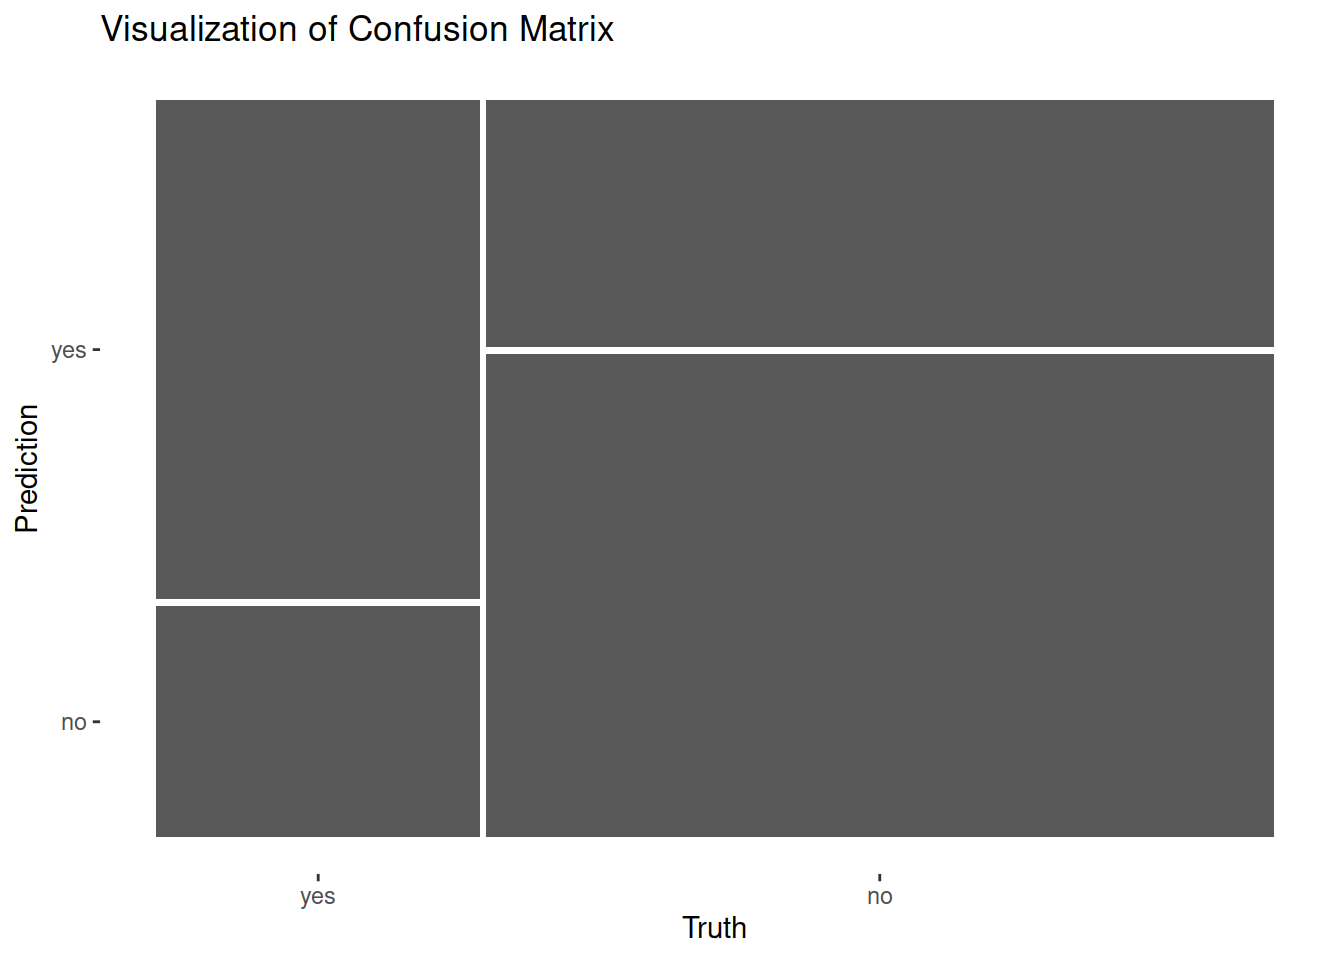 Visualization of Confusion Matrix
yes
Prediction
no
yes
no
Truth